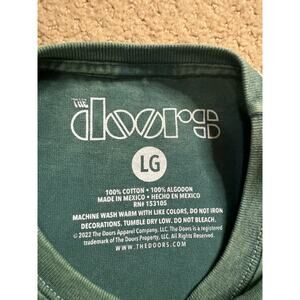 THE
doors
LG
100% COTTON • 100% ALGODON
MADE IN MEXICO • HECHO EN MEXICO
RN# 153105
MACHINE WASH WARM WITH LIKE COLORS, DO NOT IRON
DECORATIONS. TUMBLE DRY LOW. DO NOT BLEACH.
© 2022 The Doors Apparel Company, LLC. The Doors is a registered
trademark of The Doors Property, LLC. All Rights Reserved.
WWW.THEDOORS.COM